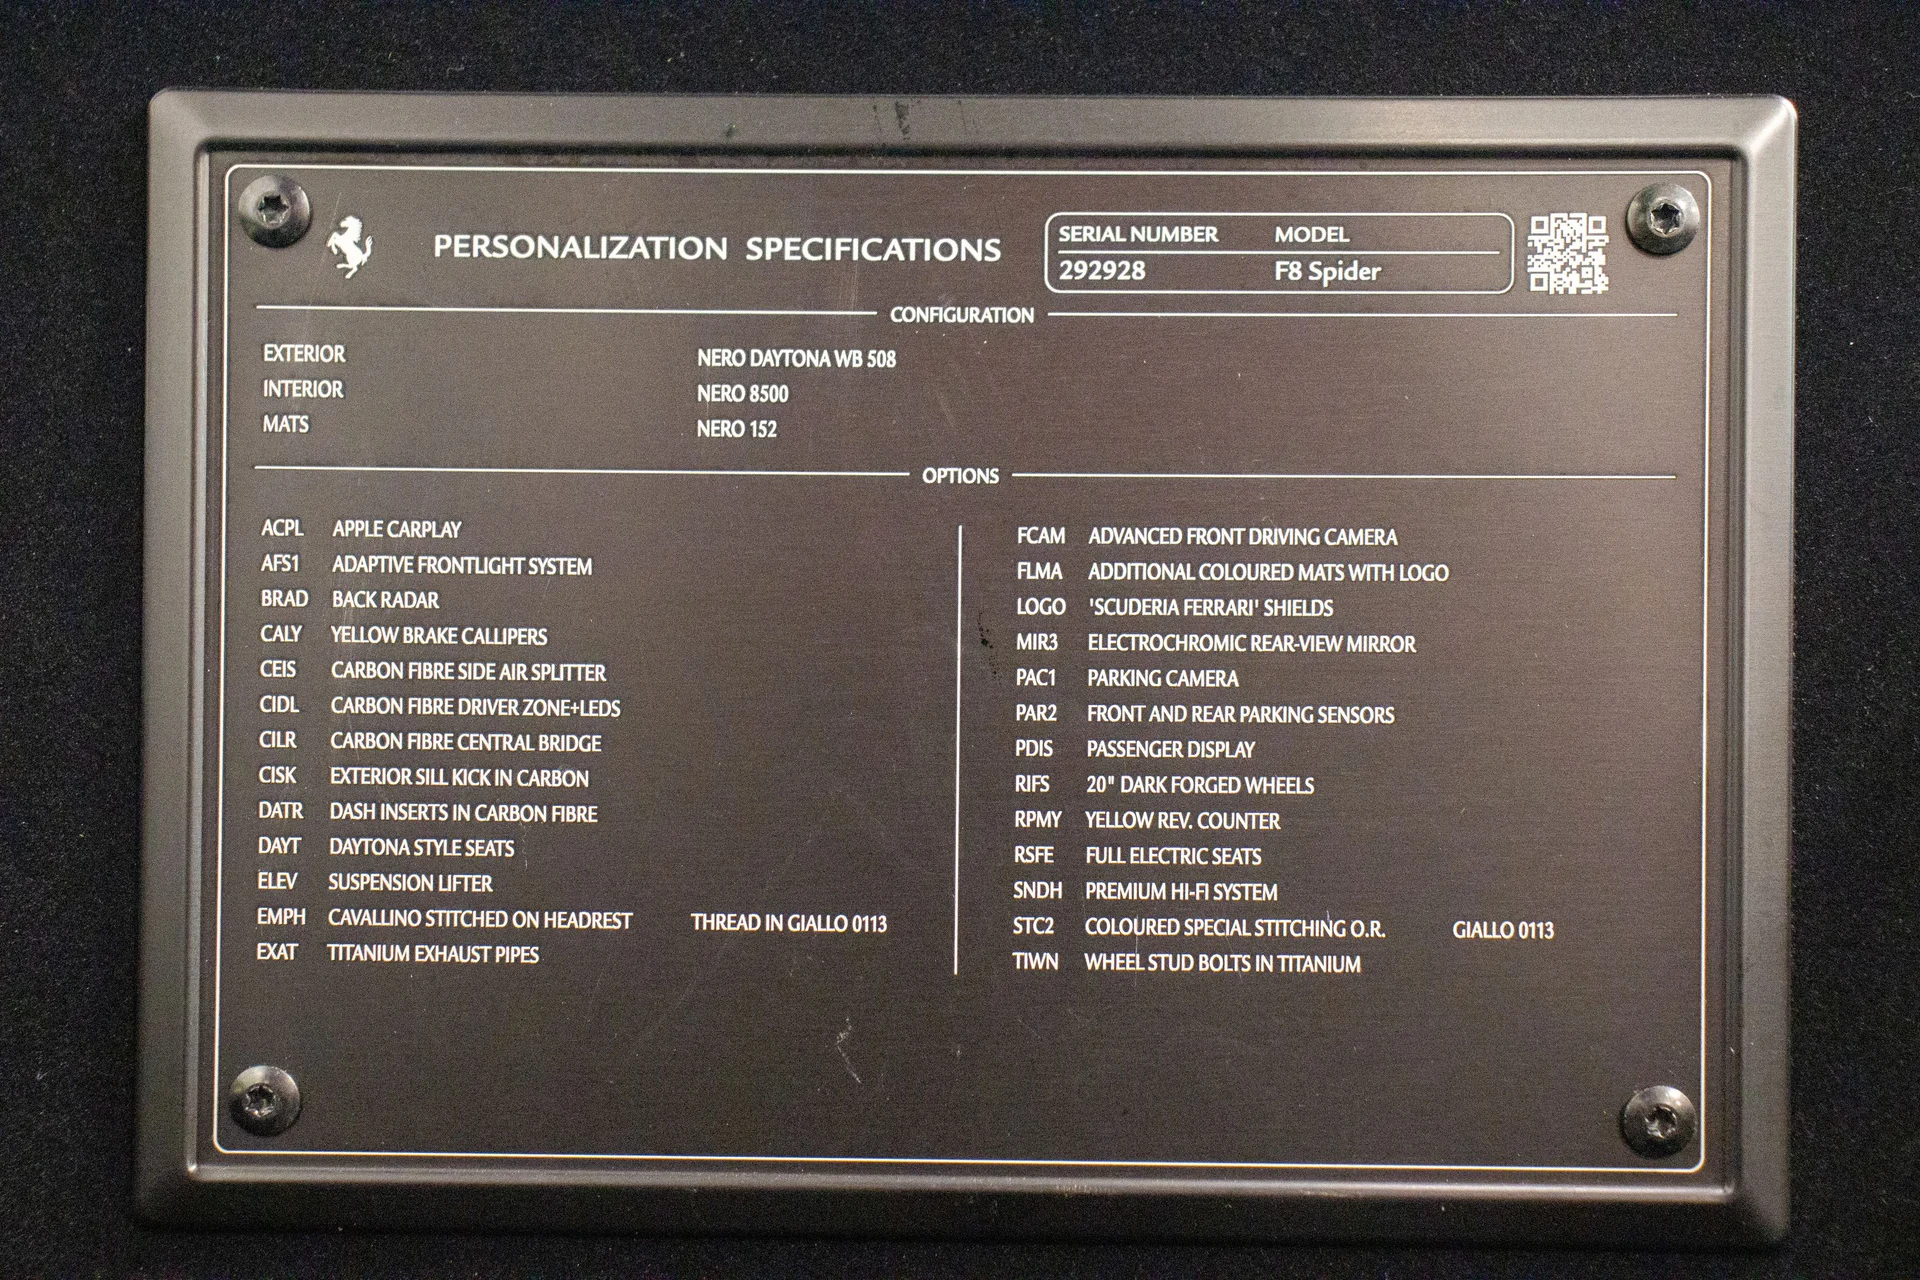 PERSONALIZATION SPECIFICATIONS
SERIAL NUMBER MODEL
292928 F8 Spider
CONFIGURATION
EXTERIOR NERO DAYTONA WB 508
INTERIOR NERO 8500
MATS NERO 152
OPTIONS
ACPL APPLE CARPLAY
AFS1 ADAPTIVE FRONTLIGHT SYSTEM
BRAD BACK RADAR
CALY YELLOW BRAKE CALLIPERS
CEIS CARBON FIBRE SIDE AIR SPLITTER
CIDL CARBON FIBRE DRIVER ZONE+LEDS
CILR CARBON FIBRE CENTRAL BRIDGE
CISK EXTERIOR SILL KICK IN CARBON
DATR DASH INSERTS IN CARBON FIBRE
DAYT DAYTONA STYLE SEATS
ELEV SUSPENSION LIFTER
EMPH CAVALLINO STITCHED ON HEADREST THREAD IN GIALLO 0113
EXAT TITANIUM EXHAUST PIPES
FCAM ADVANCED FRONT DRIVING CAMERA
FLMA ADDITIONAL COLOURED MATS WITH LOGO
LOGO 'SCUDERIA FERRARI' SHIELDS
MIR3 ELECTROCHROMIC REAR-VIEW MIRROR
PAC1 PARKING CAMERA
PAR2 FRONT AND REAR PARKING SENSORS
PDIS PASSENGER DISPLAY
RIFS 20" DARK FORGED WHEELS
RPMY YELLOW REV. COUNTER
RSFE FULL ELECTRIC SEATS
SNDH PREMIUM HI-FI SYSTEM
STC2 COLOURED SPECIAL STITCHING O.R. GIALLO 0113
TIWN WHEEL STUD BOLTS IN TITANIUM